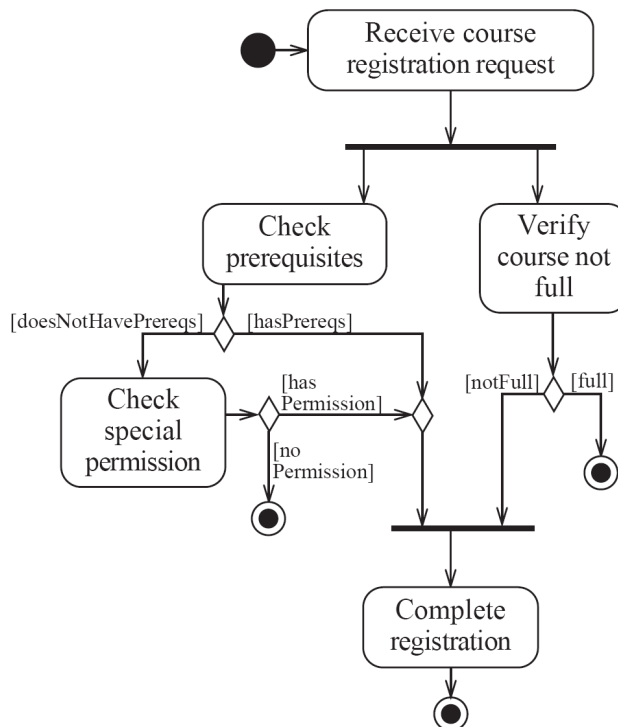 Receive course
registration request
Check
prerequisites
Verify
course not
full
[doesNotHavePrereqs]
[hasPrereqs]
[notFull]
[full]
Check
special
permission
[has
Permission]
[no
Permission]
Complete
registration